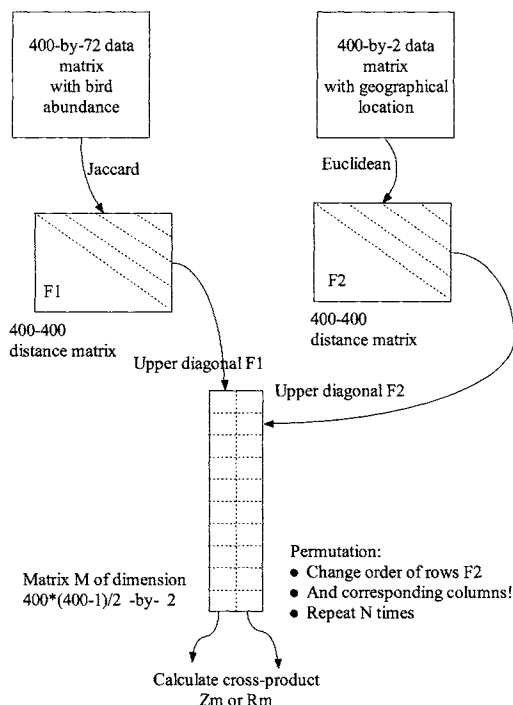 400-by-72 data
matrix
with bird
abundance
400-by-2 data
matrix
with geographical
location
Jaccard
Euclidean
F1
F2
400-400
distance matrix
400-400
distance matrix
Upper diagonal F1
Upper diagonal F2
Matrix M of dimension
400*(400-1)/2 -by- 2
Permutation:
● Change order of rows F2
● And corresponding columns!
● Repeat N times
Calculate cross-product
Zm or Rm